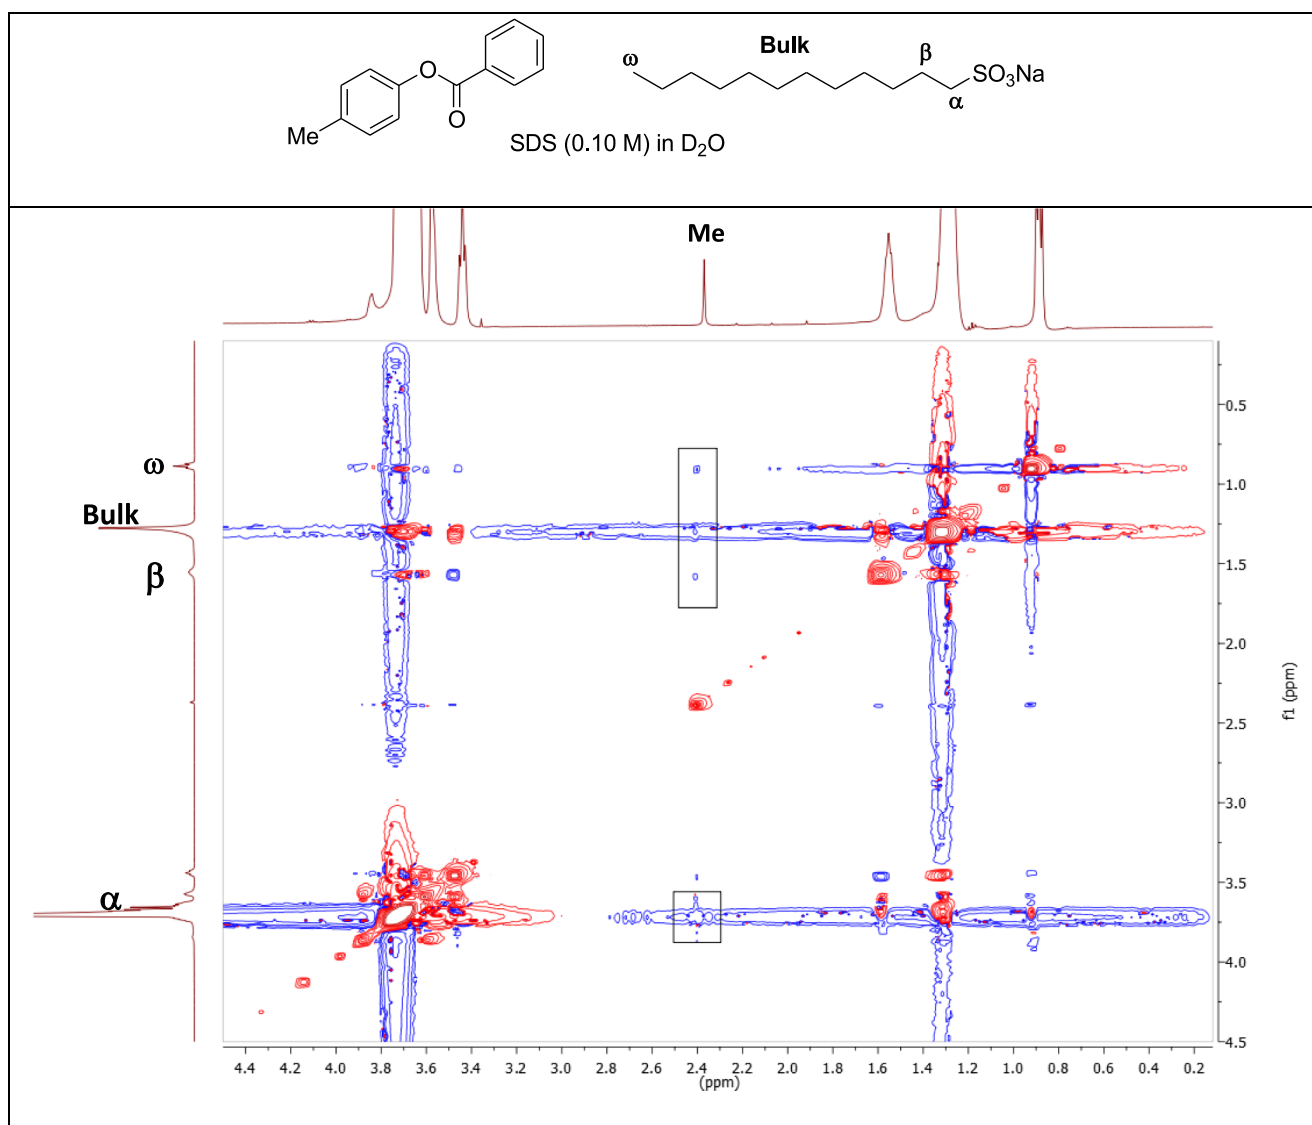 O
O
Me
ω
Bulk
β
α
SO₃Na
SDS (0.10 M) in D₂O
Me
ω
Bulk
β
α
0.5
1.0
1.5
2.0
2.5
3.0
3.5
4.0
4.5
f1 (ppm)
4.4 4.2 4.0 3.8 3.6 3.4 3.2 3.0 2.8 2.6 2.4 2.2 2.0 1.8 1.6 1.4 1.2 1.0 0.8 0.6 0.4 0.2
(ppm)